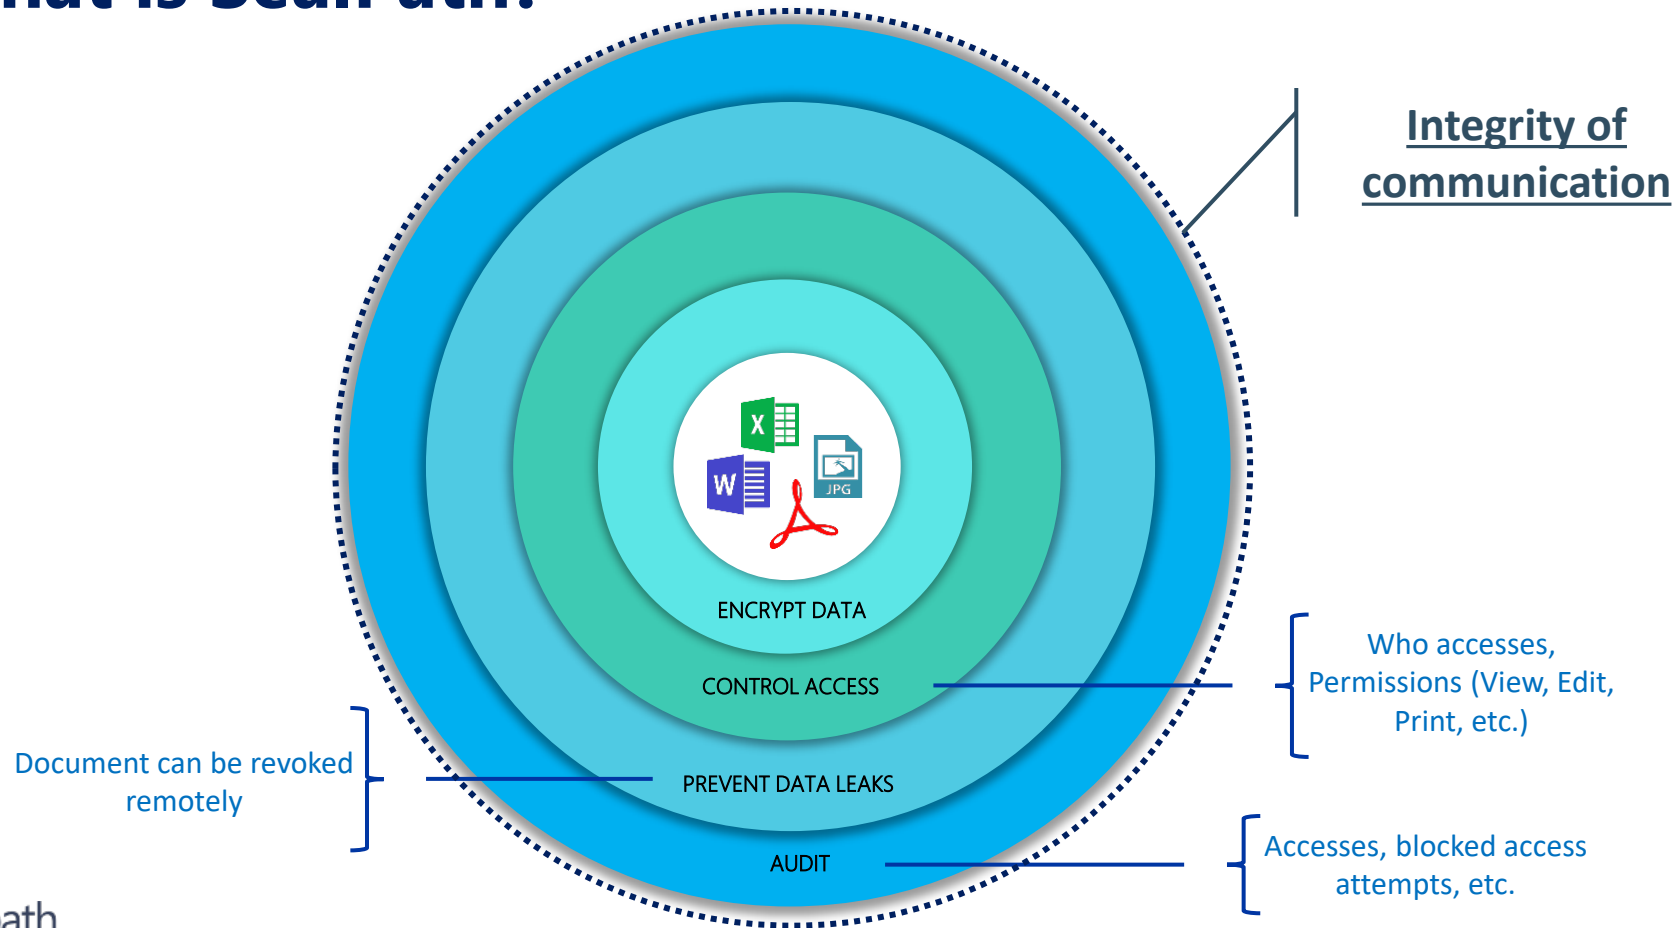 Integrity of
communication
X
W
JPG
ENCRYPT DATA
CONTROL ACCESS
Who accesses,
Permissions (View, Edit,
Print, etc.)
Document can be revoked
remotely
PREVENT DATA LEAKS
AUDIT
Accesses, blocked access
attempts, etc.